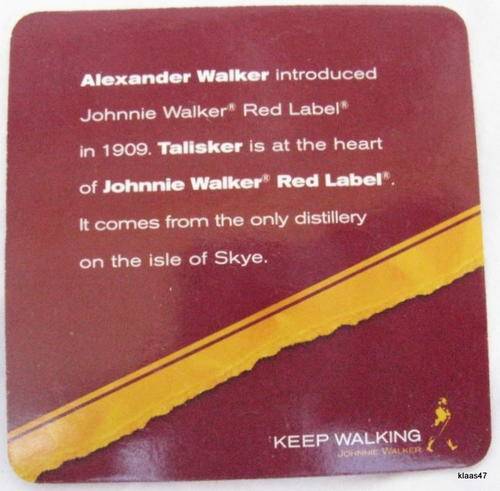 Alexander Walker introduced
Johnnie Walker® Red Label®
in 1909. Talisker is at the heart
of Johnnie Walker® Red Label®.
It comes from the only distillery
on the isle of Skye.
KEEP WALKING
JOHNNIE WALKER
klaas47